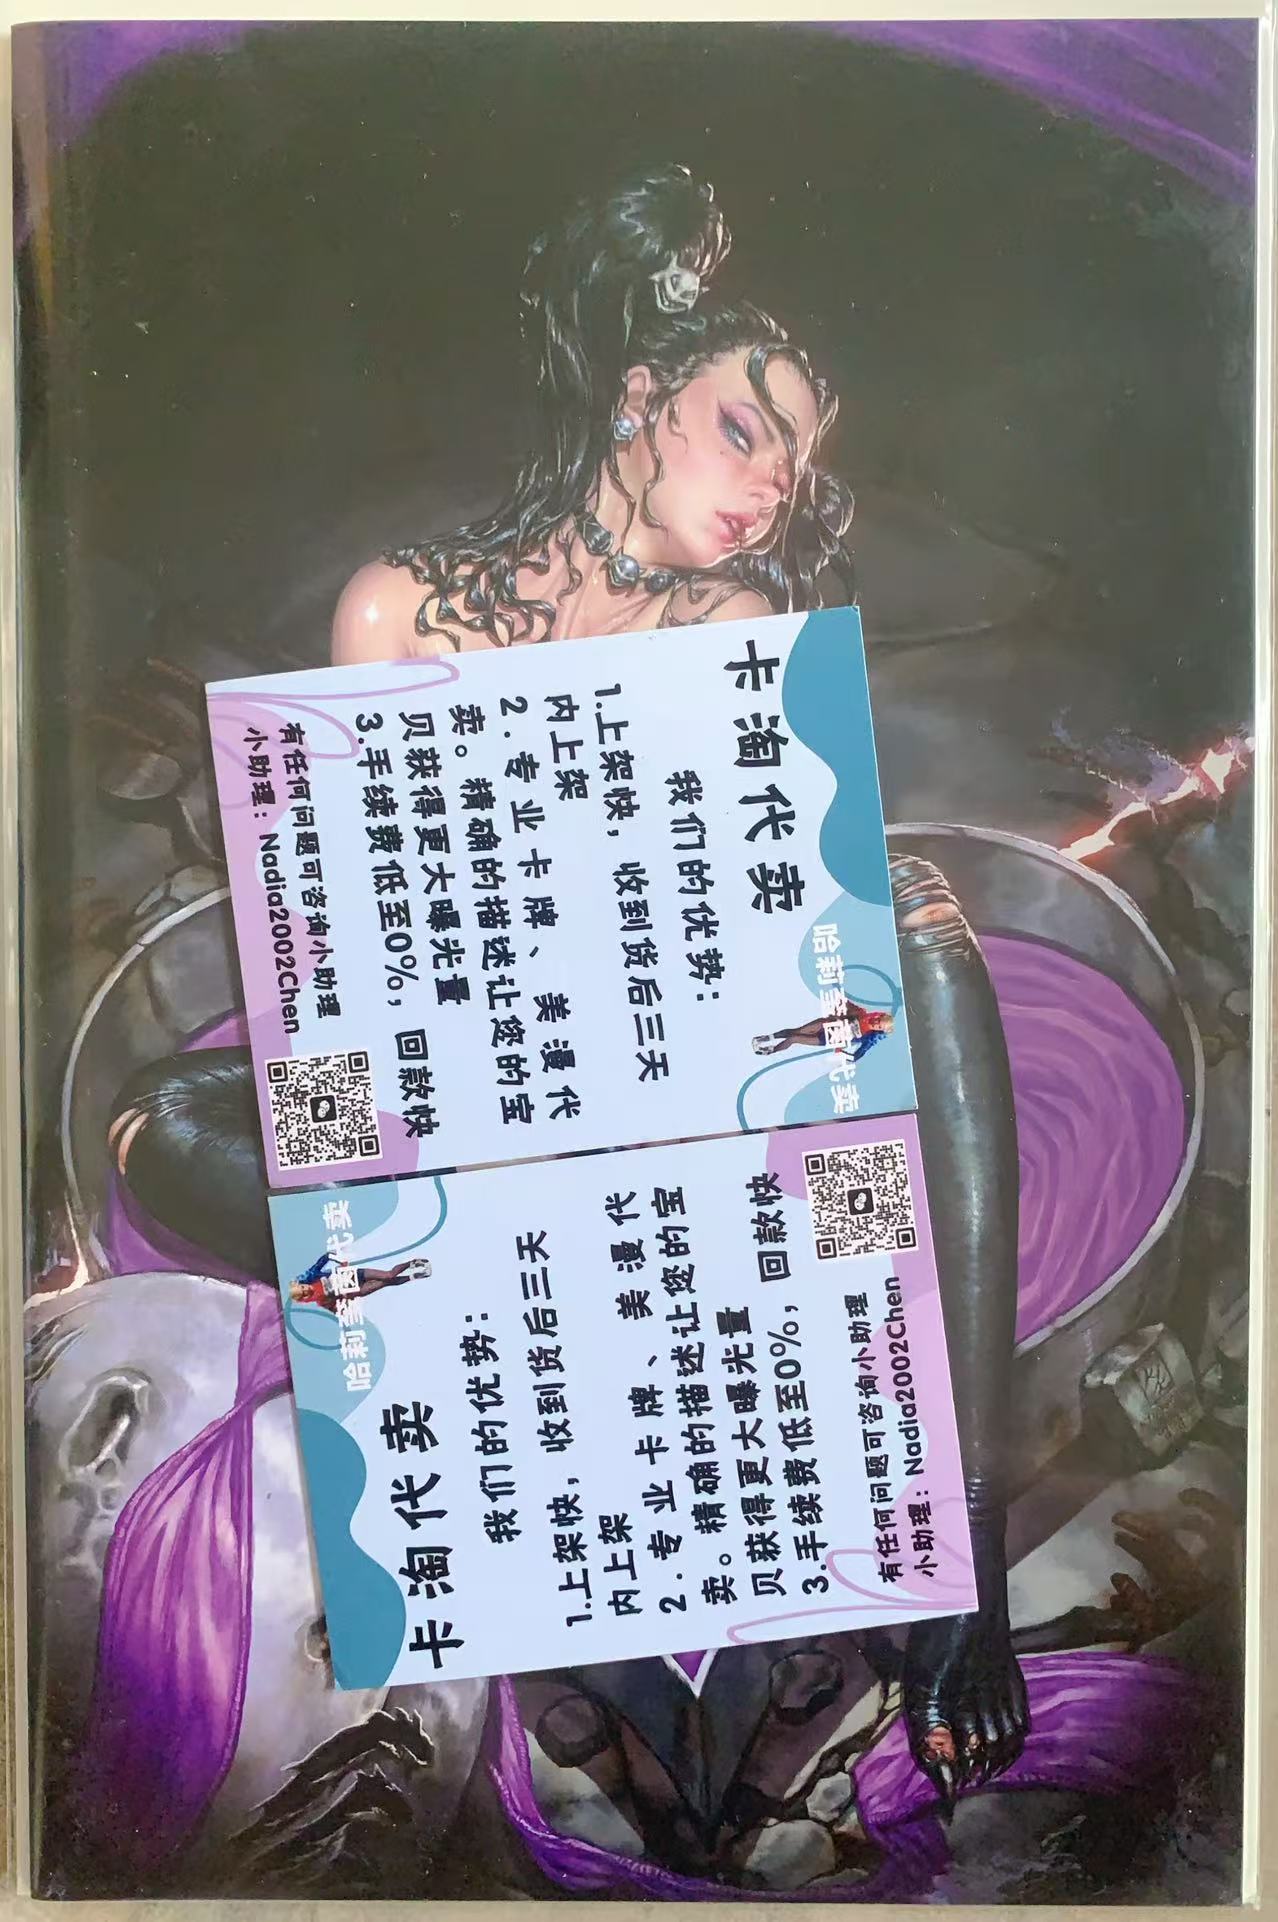 卡淘代卖
哈莉奎茵代卖
我们的优势：
1.上架快，收到货后三天
内上架
2.专业卡牌、美漫代
卖。精确的描述让您的宝
贝获得更大曝光量
3.手续费低至0%，回款快
有任何问题可咨询小助理
小助理：Nadia2002Chen
卡淘代卖
哈莉奎茵代卖
我们的优势：
1.上架快，收到货后三天
内上架
2.专业卡牌、美漫代
卖。精确的描述让您的宝
贝获得更大曝光量
3.手续费低至0%，回款快
有任何问题可咨询小助理
小助理：Nadia2002Chen